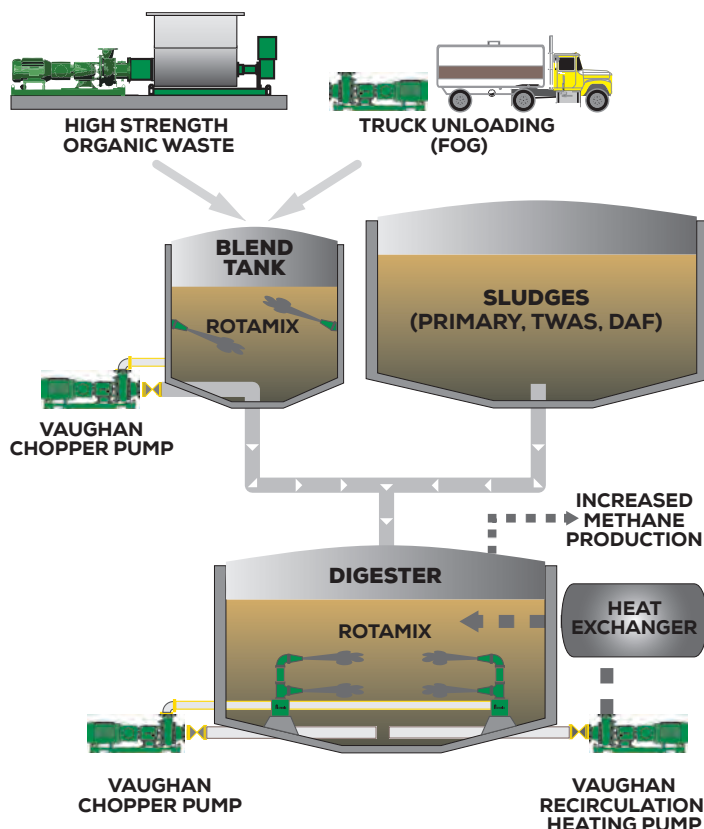 HIGH STRENGTH
ORGANIC WASTE
TRUCK UNLOADING
(FOG)
BLEND
TANK
ROTAMIX
SLUDGES
(PRIMARY, TWAS, DAF)
VAUGHAN
CHOPPER PUMP
INCREASED
METHANE
PRODUCTION
DIGESTER
ROTAMIX
HEAT
EXCHANGER
VAUGHAN
CHOPPER PUMP
VAUGHAN
RECIRCULATION
HEATING PUMP